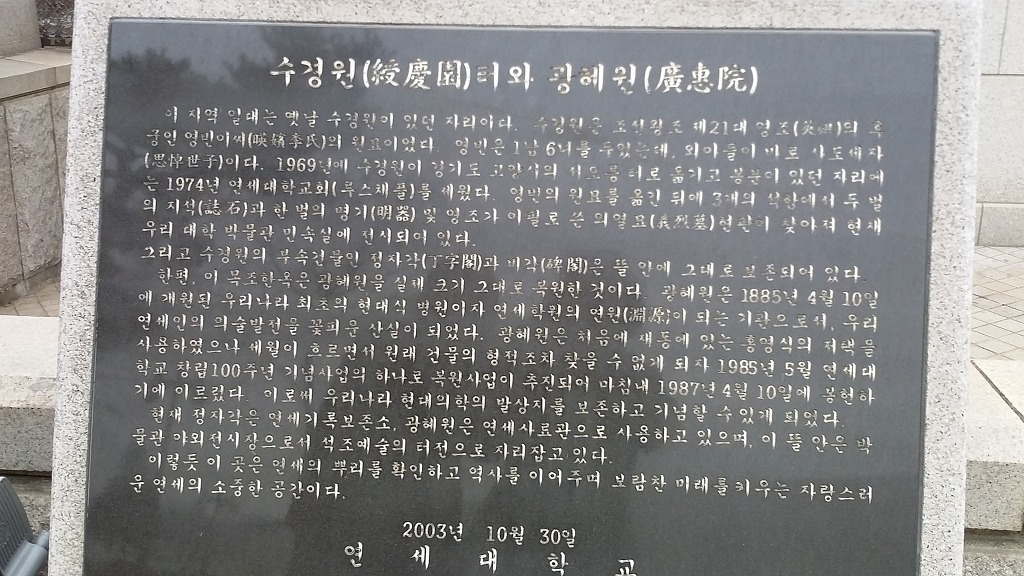 수경원(綏慶園)터와 광혜원(廣惠院)
이 지역 일대는 옛날 수경원이 있던 자리이다. 수경원은 조선왕조 제21대 영조(英祖)의 후
궁인 영빈이씨(暎嬪李氏)의 원묘이었다. 영빈은 1남 6녀를 두었는데, 외아들이 바로 사도세자
(思悼世子)이다. 1969년에 수경원이 경기도 고양시의 서오릉 터로 옮기고 봉분이 있던 자리에
는 1974년 연세대학교회(루스채플)를 세웠다. 영빈의 원묘를 옮긴 뒤에 3개의 석함에서 두 벌
의 지석(誌石)과 한 벌의 명기(明器) 및 영조가 어필로 쓴 의열묘(義烈墓)현판이 찾아져 현재
우리 대학 박물관 민속실에 전시되어 있다.
그리고 수경원의 부속건물인 정자각(丁字閣)과 비각(碑閣)은 뜰 안에 그대로 보존되어 있다.
한편, 이 목조한옥은 광혜원을 실제 크기 그대로 복원한 것이다. 광혜원은 1885년 4월 10일
에 개원된 우리나라 최초의 현대식 병원이자 연세학원의 연원(淵源)이 되는 기관으로서, 우리
연세인의 의술발전을 꽃피운 산실이 되었다. 광혜원은 처음에 재동에 있는 홍영식의 저택을
사용하였으나 세월이 흐르면서 원래 건물의 형적조차 찾을 수 없게 되자 1985년 5월 연세대
학교 창립100주년 기념사업의 하나로 복원사업이 추진되어 마침내 1987년 4월 10일에 봉헌하
기에 이르렀다. 이로써 우리나라 현대의학의 발상지를 보존하고 기념할 수있게 되었다.
현재 정자각은 연세기록보존소, 광혜원은 연세사료관으로 사용하고 있으며, 이 뜰 안은 박
물관 야외전시장으로서 석조예술의 터전으로 자리잡고 있다.
이렇듯 이 곳은 연세의 뿌리를 확인하고 역사를 이어주며 보람찬 미래를키우는 자랑스러
운 연세의 소중한 공간이다.
2003년 10월 30일
연 세 대 학 교